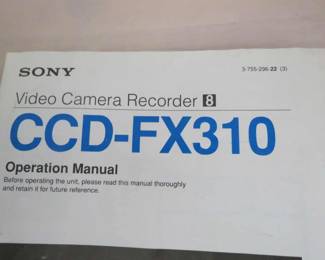 SONY
3-755-296-22 (3)
Video Camera Recorder 8
CCD-FX310
Operation Manual
Before operating the unit, please read this manual thoroughly
and retain it for future reference.